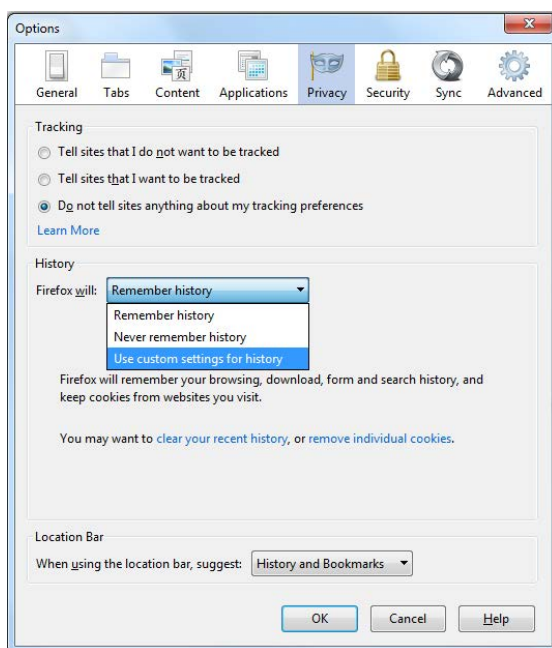 Options
General Tabs Content Applications Privacy Security Sync Advanced
Tracking
Tell sites that I do not want to be tracked
Tell sites that I want to be tracked
Do not tell sites anything about my tracking preferences
Learn More
History
Firefox will: Remember history
Remember history
Never remember history
Use custom settings for history
Firefox will remember your browsing, download, form and search history, and
keep cookies from websites you visit.
You may want to clear your recent history, or remove individual cookies.
Location Bar
When using the location bar, suggest: History and Bookmarks
OK Cancel Help